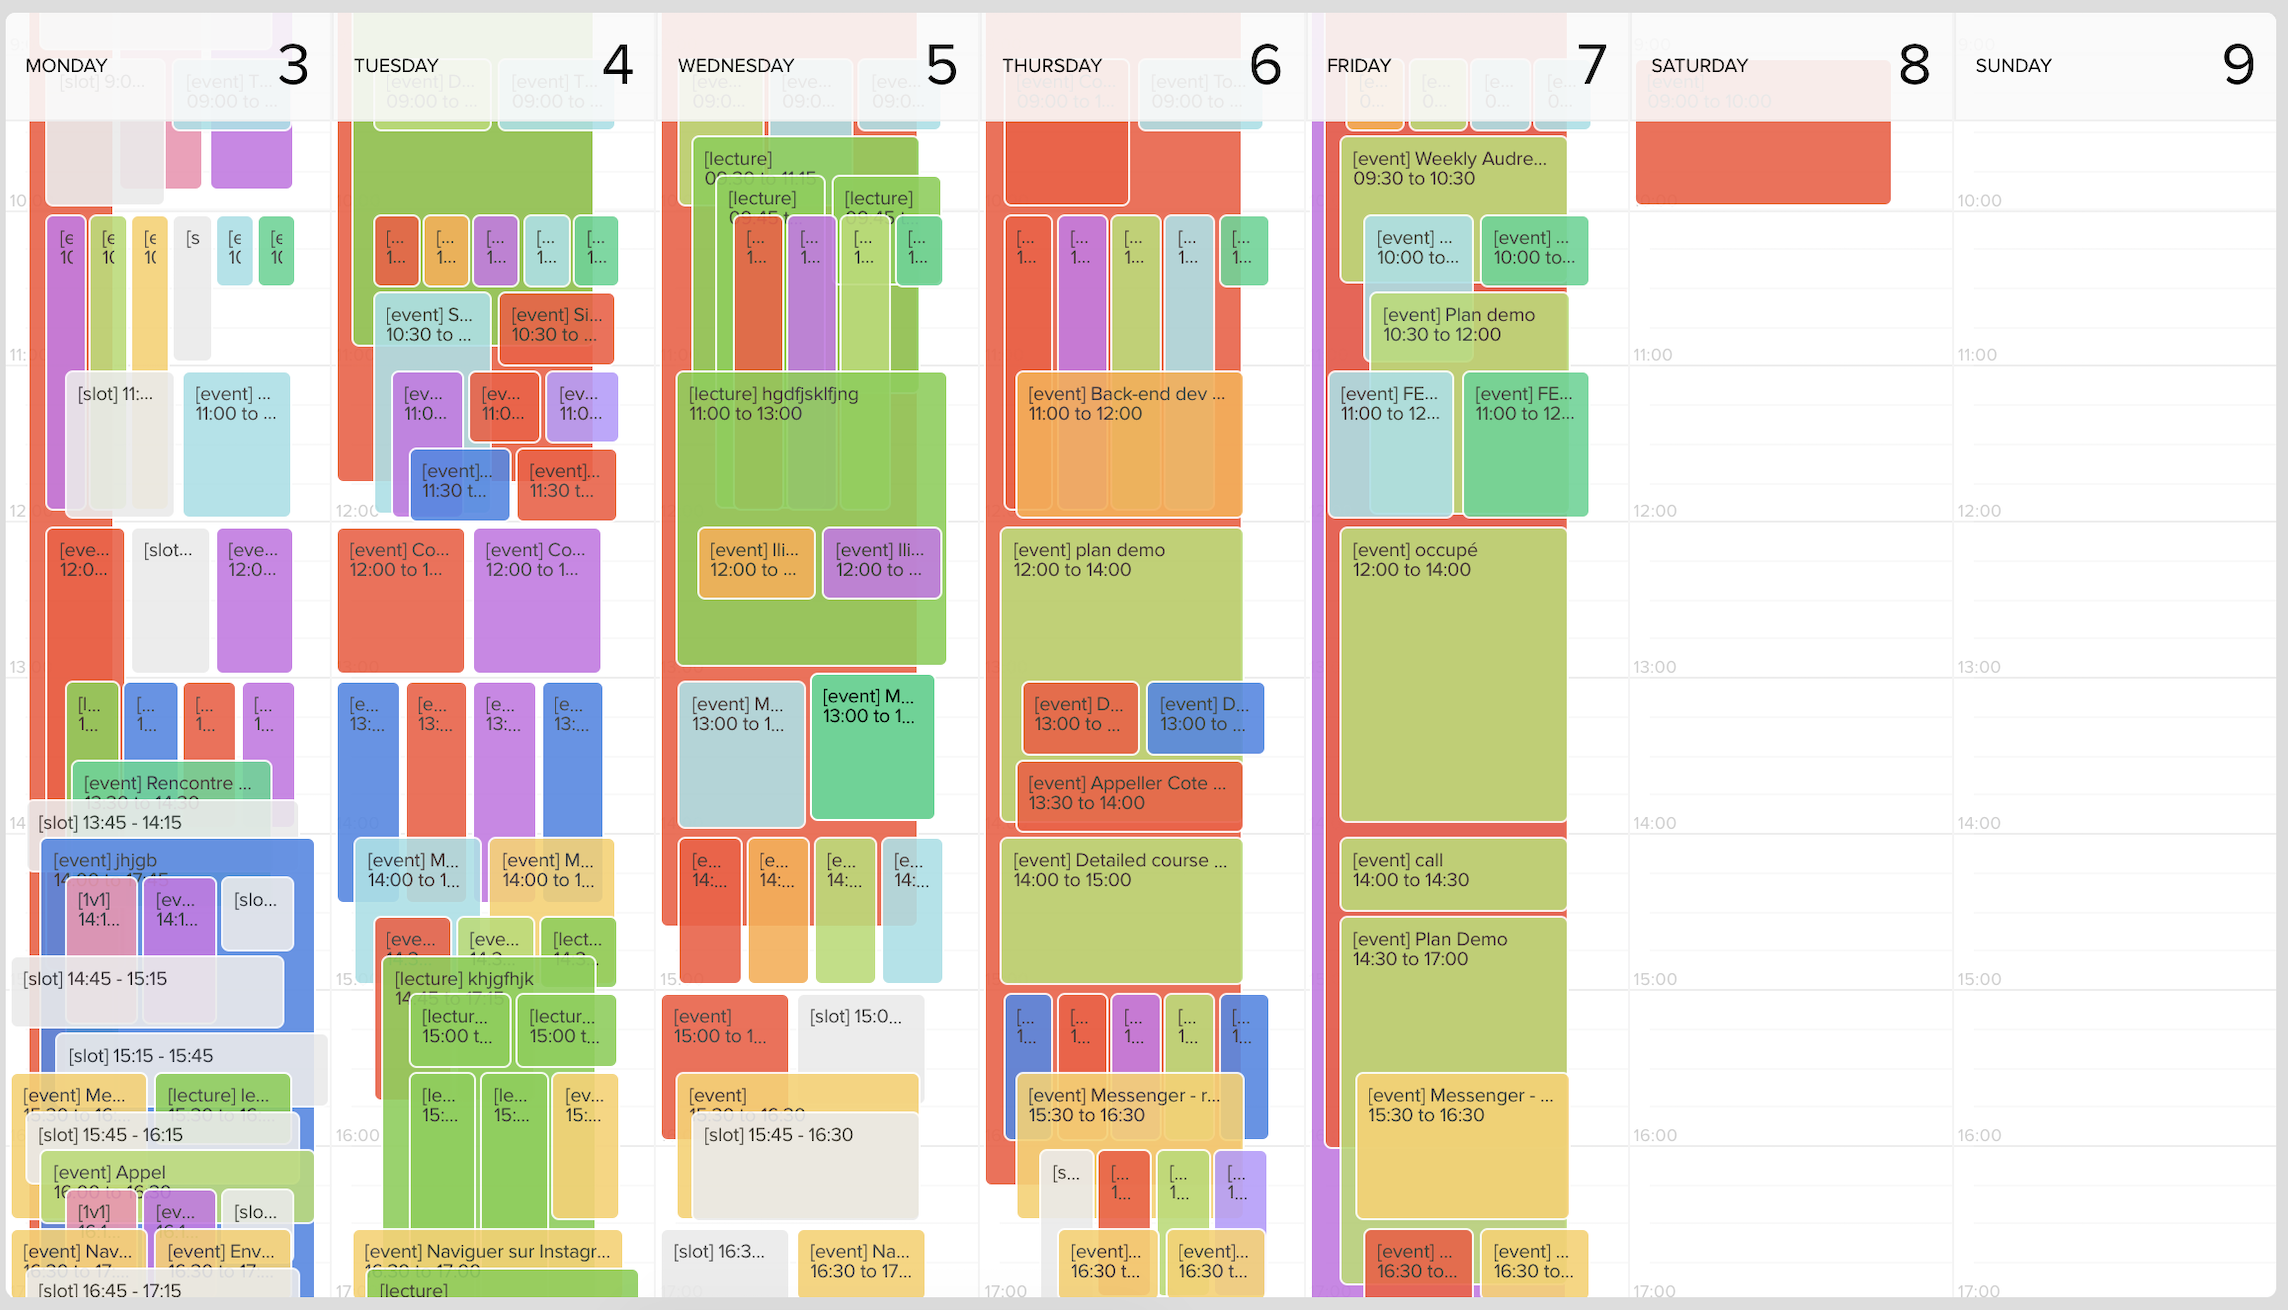 MONDAY 3
TUESDAY 4
WEDNESDAY 5
THURSDAY 6
FRIDAY 7
SATURDAY 8
SUNDAY 9
[slot] 9:0...
[event] T...
09:00 to ...
[e
10
[e
10
[e
10
[s
[e
10
[e
10
[slot] 11:...
[event] ...
11:00 to ...
[eve...
12:0...
[slot...
[eve...
12:0...
[l...
1...
[...
1...
[...
1...
[...
1...
[event] Rencontre ...
13:30 to 14:30
[slot] 13:45 - 14:15
[event] jhjgb
14:00 to 17:15
[1v1]
14:1...
[ev...
14:1...
[slo...
[slot] 14:45 - 15:15
[slot] 15:15 - 15:45
[event] Me...
15:30 to 16:...
[lecture] le...
15:30 to 16:...
[slot] 15:45 - 16:15
[event] Appel
16:00 to 16:30
[1v1]
16:1...
[ev...
16:1...
[slo...
[event] Nav...
16:30 to 17:...
[event] Env...
16:30 to 17:...
[slot] 16:45 - 17:15
[event] D...
09:00 to ...
[event] T...
09:00 to ...
[...
1...
[...
1...
[...
1...
[...
1...
[...
1...
[event] S...
10:30 to ...
[event] Si...
10:30 to ...
[ev...
11:0...
[ev...
11:0...
[ev...
11:0...
[event]...
11:30 t...
[event]...
11:30 t...
12:00
[event] Co...
12:00 to 1...
[event] Co...
12:00 to 1...
[e...
13:...
[e...
13:...
[e...
13:...
[e...
13:...
[event] M...
14:00 to 1...
[event] M...
14:00 to 1...
[eve...
14:3...
[eve...
14:3...
[lect...
14:3...
[lecture] khjgfhjk
14:45 to 17:15
[lectur...
15:00 t...
[lectur...
15:00 t...
[le...
15:...
[le...
15:...
[ev...
15:...
16:00
[event] Naviguer sur Instagr...
16:30 to 17:00
[lecture]
[eve...
09:0...
[eve...
09:0...
[eve...
09:0...
[lecture]
09:30 to 11:15
[lecture]
09:45 t...
[lecture]
09:45 t...
[...
1...
[...
1...
[...
1...
[...
1...
[lecture] hgdfjsklfjng
11:00 to 13:00
[event] Ili...
12:00 to ...
[event] Ili...
12:00 to ...
[event] M...
13:00 to 1...
[event] M...
13:00 to 1...
[e...
14:...
[e...
14:...
[e...
14:...
[e...
14:...
[event]
15:00 to 1...
[slot] 15:0...
[event]
15:30 to 16:30
[slot] 15:45 - 16:30
[slot] 16:3...
[event] Na...
16:30 to 17...
[event] Co...
09:00 to 1...
[event] To...
09:00 to ...
[...
1...
[...
1...
[...
1...
[...
1...
[...
1...
[event] Back-end dev ...
11:00 to 12:00
[event] plan demo
12:00 to 14:00
[event] D...
13:00 to ...
[event] D...
13:00 to ...
[event] Appeller Cote ...
13:30 to 14:00
[event] Detailed course ...
14:00 to 15:00
[...
1...
[...
1...
[...
1...
[...
1...
[...
1...
[event] Messenger - r...
15:30 to 16:30
[s...
[...
1...
[...
1...
[...
1...
[event]...
16:30 t...
[event]...
16:30 t...
17:00
[e...
0...
[e...
0...
[e...
0...
[e...
0...
[event] Weekly Audre...
09:30 to 10:30
[event] ...
10:00 to...
[event] ...
10:00 to...
[event] Plan demo
10:30 to 12:00
[event] FE...
11:00 to 12...
[event] FE...
11:00 to 12...
[event] occupé
12:00 to 14:00
[event] call
14:00 to 14:30
[event] Plan Demo
14:30 to 17:00
[event] Messenger - ...
15:30 to 16:30
[event] ...
16:30 to...
[event] ...
16:30 to...
9:00
[event]
09:00 to 10:00
11:00
12:00
13:00
14:00
15:00
16:00
17:00
9:00
10:00
11:00
12:00
13:00
14:00
15:00
16:00
17:00